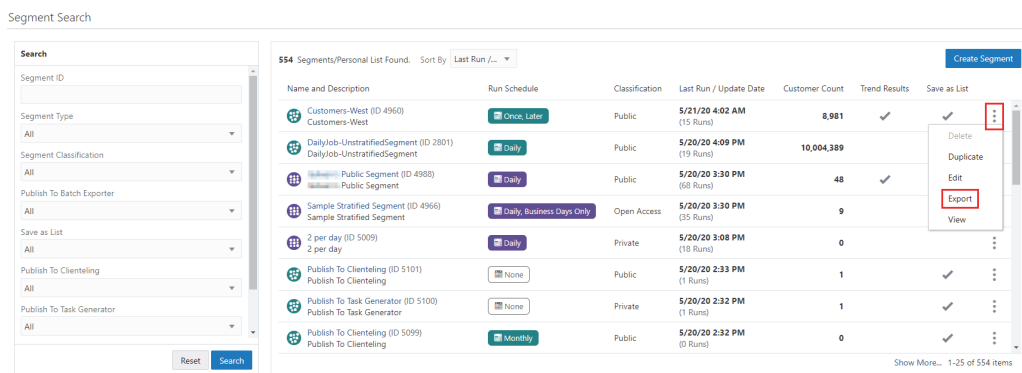 Segment Search
Search
Segment ID
Segment Type
All
Segment Classification
All
Publish To Batch Exporter
All
Save as List
All
Publish To Clienteling
All
Publish To Task Generator
All
Reset Search
554 Segments/Personal List Found. Sort By Last Run /...
Create Segment
Name and Description Run Schedule Classification Last Run / Update Date Customer Count Trend Results Save as List
Customers-West (ID 4960)
Customers-West
Once, Later
Public
5/21/20 4:02 AM
(15 Runs)
8,981
DailyJob-UnstratifiedSegment (ID 2801)
DailyJob-UnstratifiedSegment
Daily
Public
5/20/20 4:09 PM
(19 Runs)
10,004,389
Public Segment (ID 4988)
Public Segment
Daily
Public
5/20/20 3:30 PM
(68 Runs)
48
Sample Stratified Segment (ID 4966)
Sample Stratified Segment
Daily, Business Days Only
Open Access
5/20/20 3:30 PM
(35 Runs)
9
2 per day (ID 5009)
2 per day
Daily
Private
5/20/20 3:08 PM
(18 Runs)
0
Publish To Clienteling (ID 5101)
Publish To Clienteling
None
Public
5/20/20 2:33 PM
(1 Runs)
1
Publish To Task Generator (ID 5100)
Publish To Task Generator
None
Private
5/20/20 2:32 PM
(1 Runs)
1
Publish To Clienteling (ID 5099)
Publish To Clienteling
Monthly
Public
5/20/20 2:32 PM
(0 Runs)
0
Delete
Duplicate
Edit
Export
View
Show More... 1-25 of 554 items